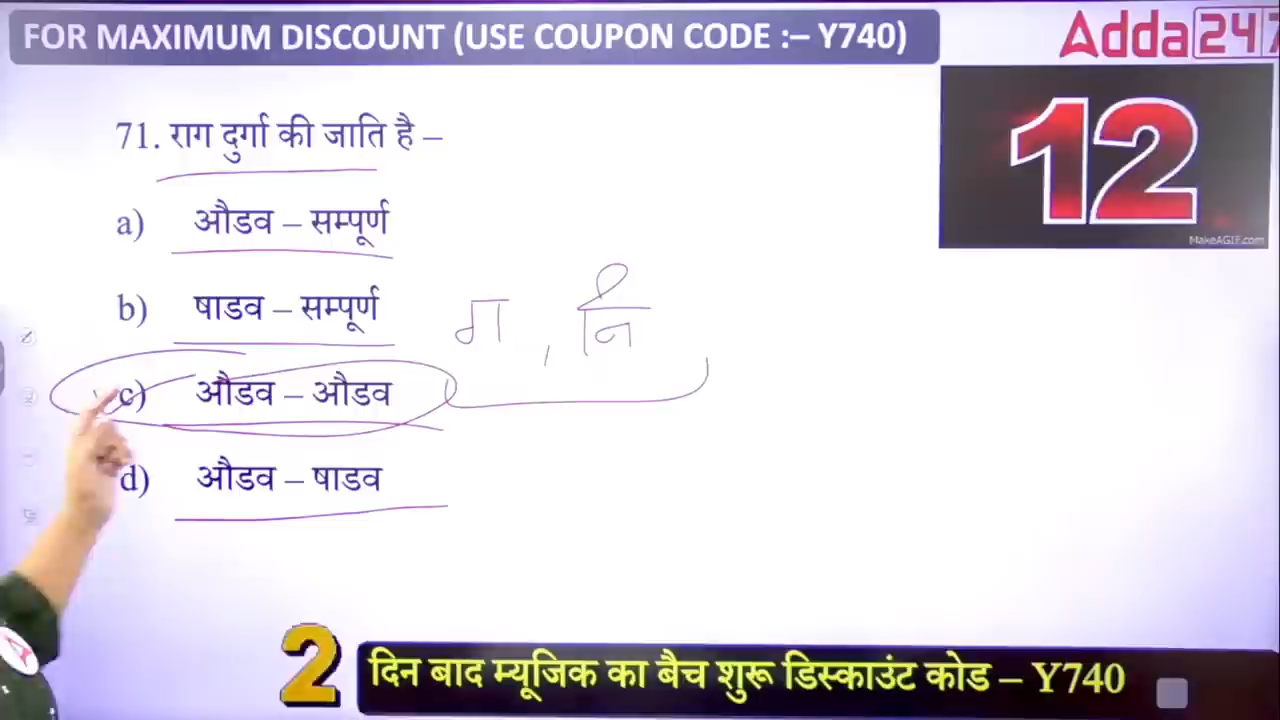 FOR MAXIMUM DISCOUNT (USE COUPON CODE :– Y740)
Adda247
12
MakeAGIF.com
71. राग दुर्गा की जाति है –
a) औडव – सम्पूर्ण
b) षाडव – सम्पूर्ण
ग , नि
c) औडव – औडव
d) औडव – षाडव
2 दिन बाद म्यूजिक का बैच शुरू डिस्काउंट कोड – Y740